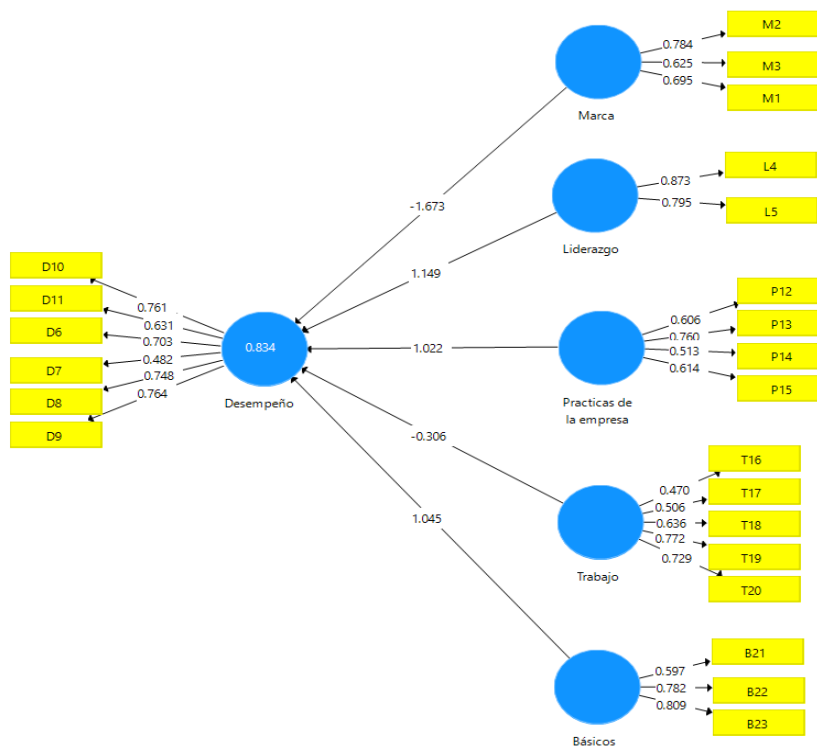 M2
0.784
0.625
M3
0.695
M1
Marca
-1.673
L4
0.873
0.795
L5
Liderazgo
1.149
D10
0.761
D11
0.631
D6
0.703
D7
0.482
D8
0.748
D9
0.764
0.834
Desempeño
1.022
P12
0.606
P13
0.760
0.513
P14
0.614
P15
Practicas de
la empresa
-0.306
T16
0.470
T17
0.506
0.636
T18
0.772
T19
0.729
T20
Trabajo
1.045
B21
0.597
0.782
B22
0.809
B23
Básicos